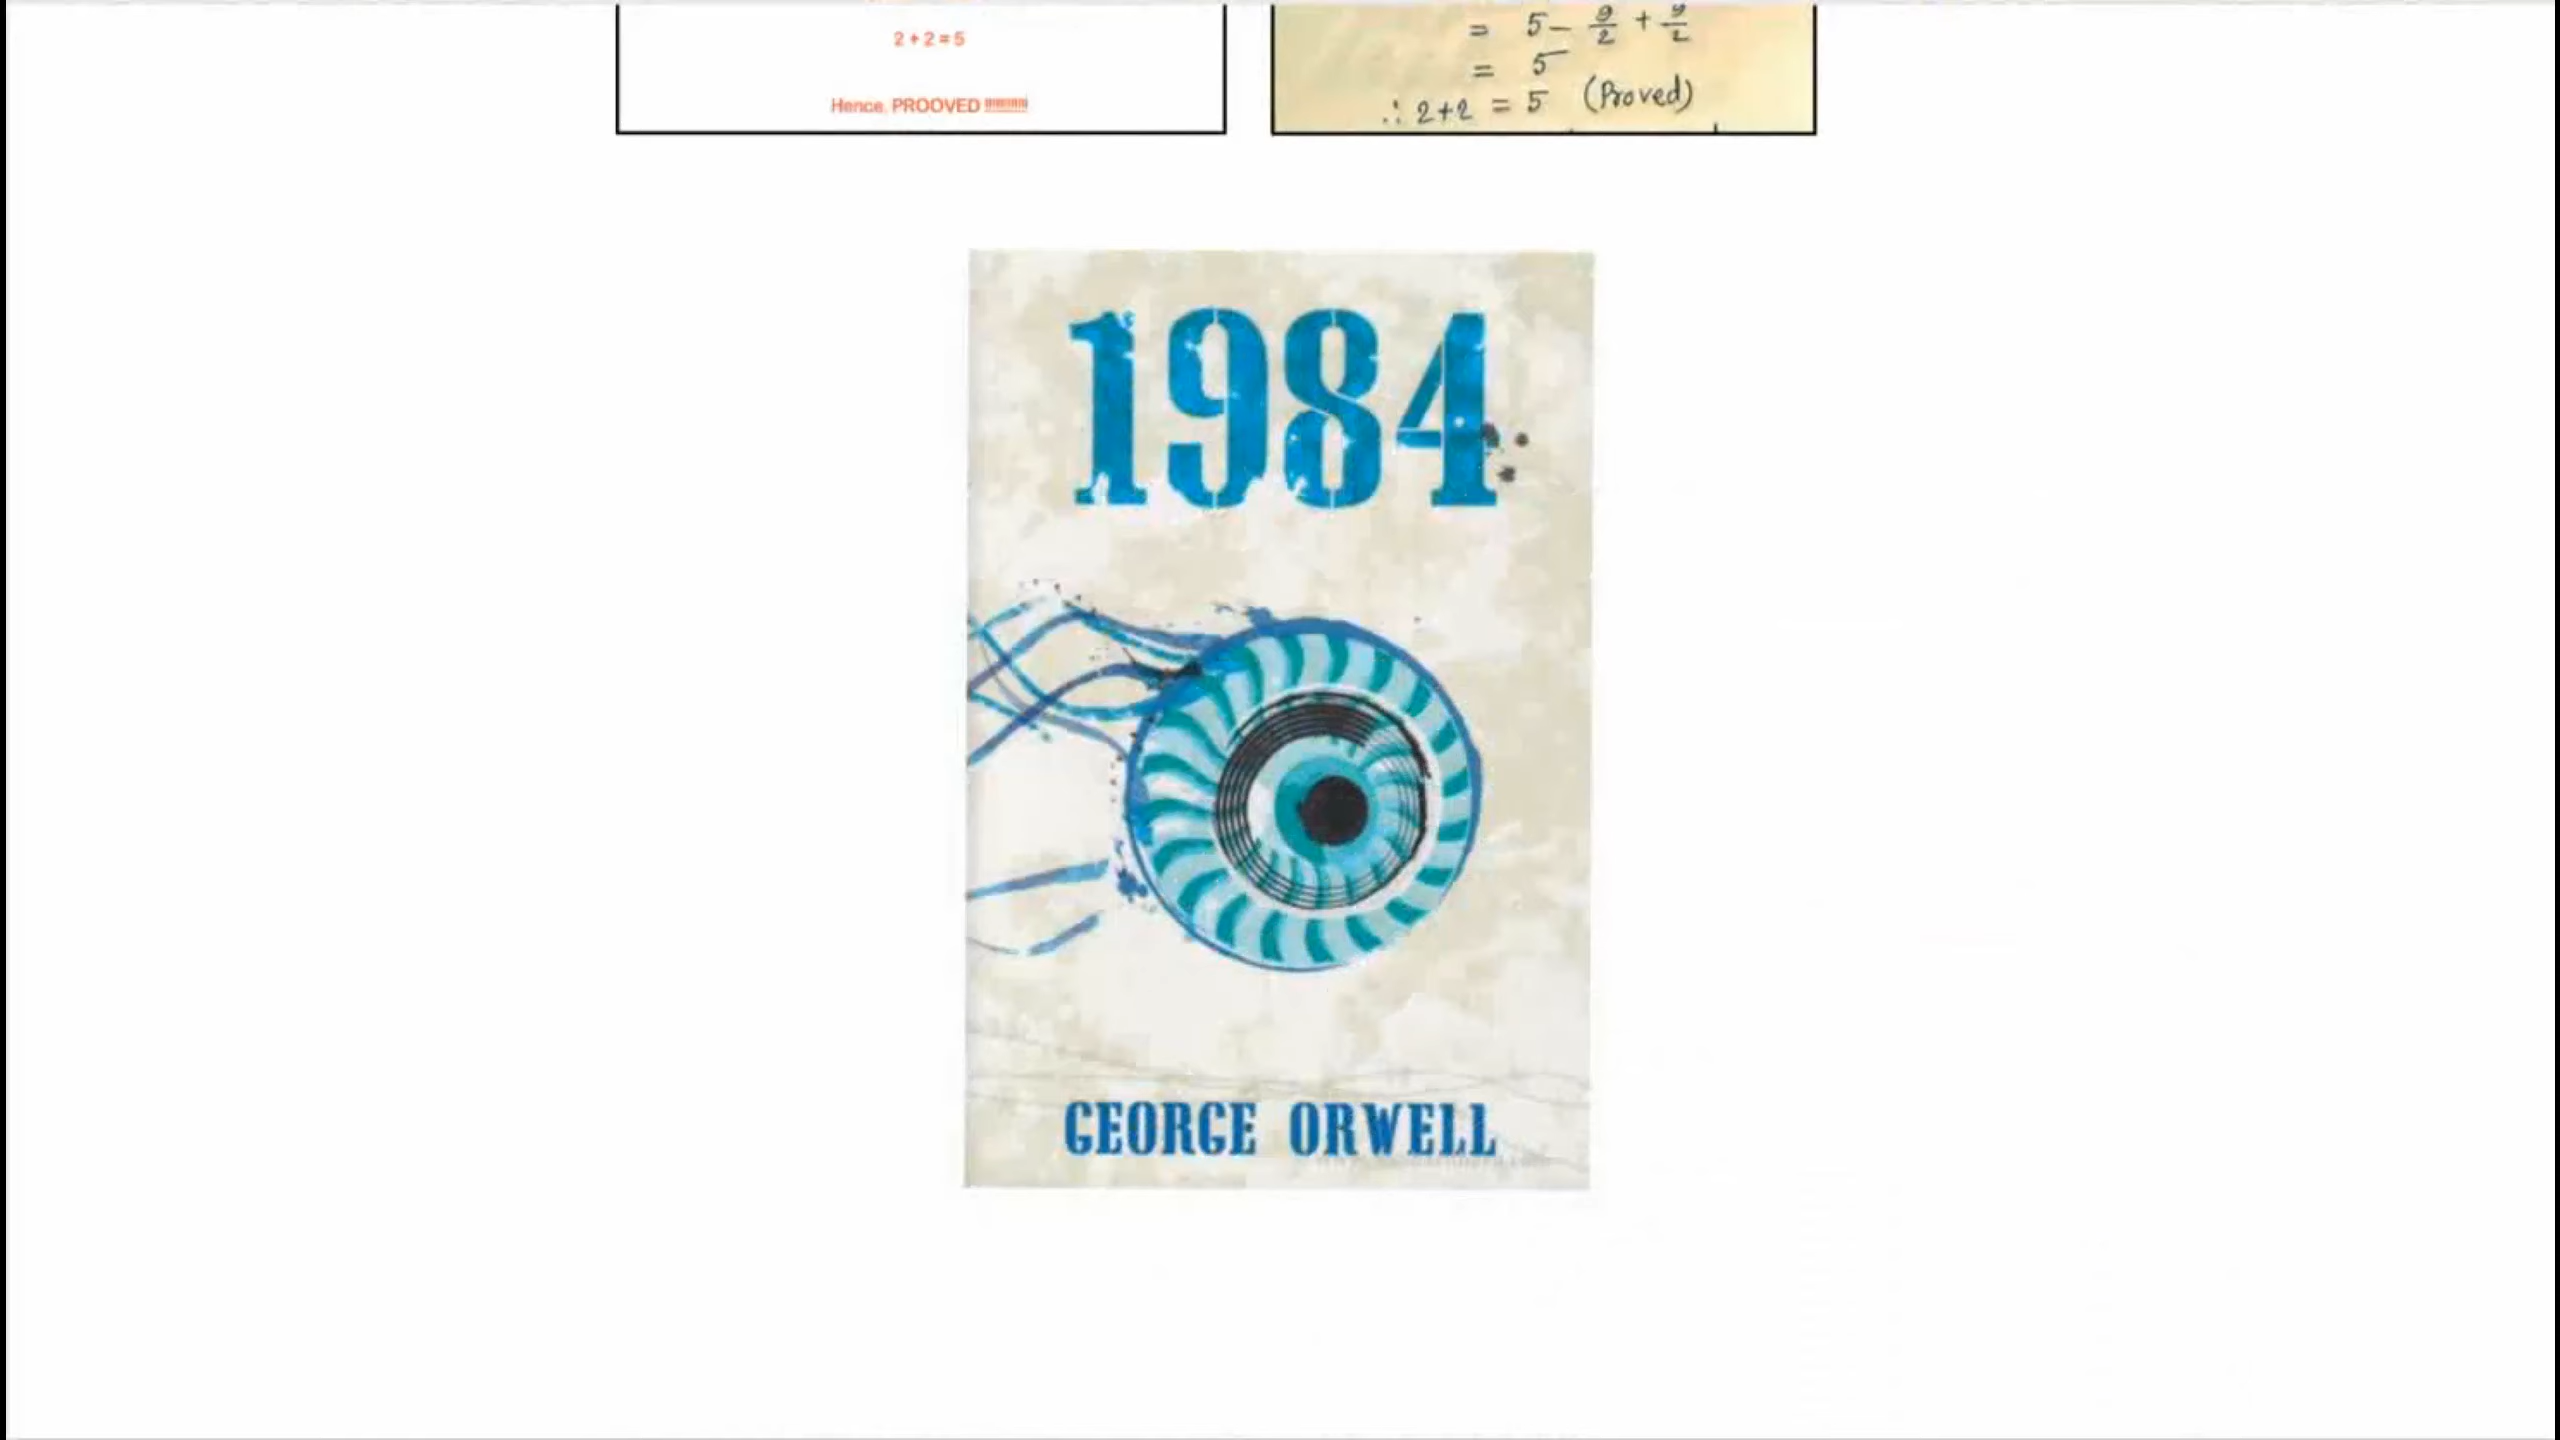 2 + 2 = 5
Hence, PROOVED !!!!!!!!!!!
= 5 - 9/2 + 9/2
= 5
∴ 2+2 = 5 (Proved)
1984
GEORGE ORWELL